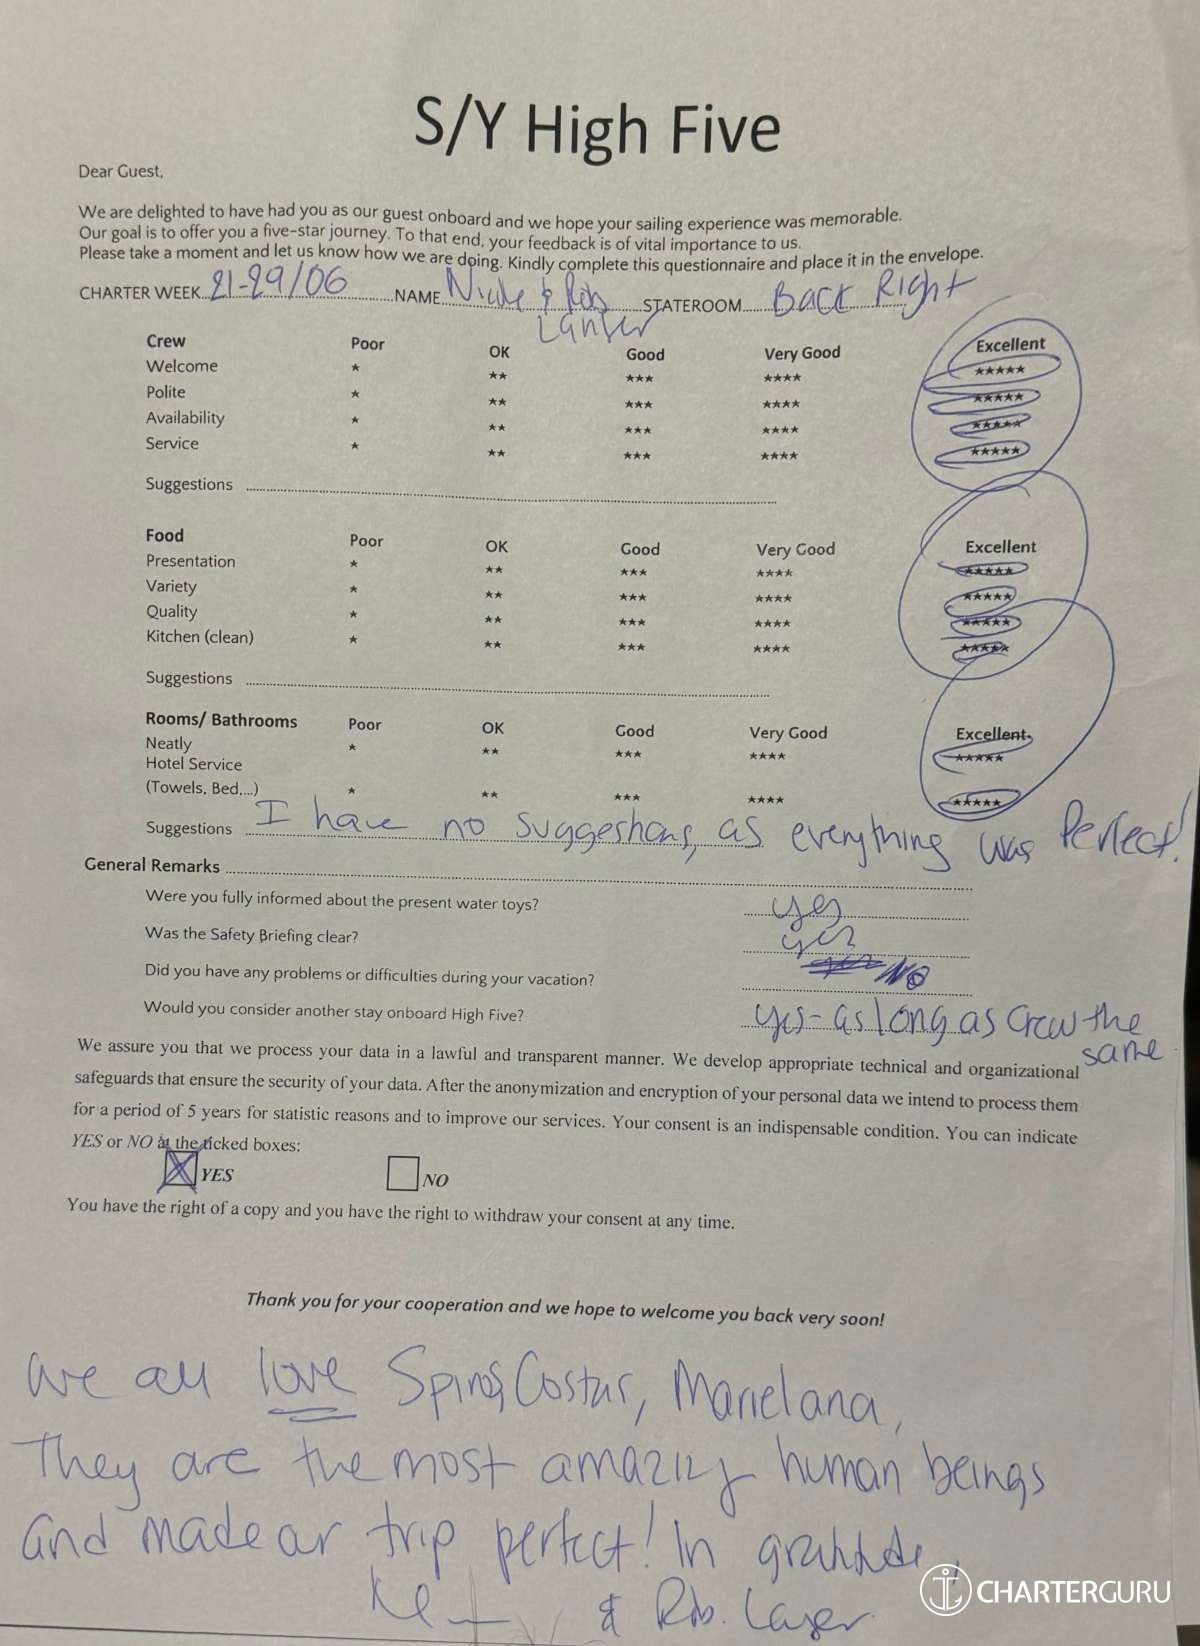 S/Y High Five
Dear Guest,
We are delighted to have had you as our guest onboard and we hope your sailing experience was memorable.
Our goal is to offer you a five-star journey. To that end, your feedback is of vital importance to us.
Please take a moment and let us know how we are doing. Kindly complete this questionnaire and place it in the envelope.
CHARTER WEEK 21-29/06 NAME Nicole & Rob STATEROOM Back Right
Crew Poor OK Good Very Good Excellent
Welcome * ** *** **** *****
Polite * ** *** **** *****
Availability * ** *** **** *****
Service * ** *** **** *****
Suggestions
Food Poor OK Good Very Good Excellent
Presentation * ** *** **** *****
Variety * ** *** **** *****
Quality * ** *** **** *****
Kitchen (clean) * ** *** **** *****
Suggestions
Rooms/ Bathrooms Poor OK Good Very Good Excellent
Neatly * ** *** **** *****
Hotel Service
(Towels, Bed,...) * ** *** **** *****
Suggestions I have no suggestions, as everything was Perfect!
General Remarks
Were you fully informed about the present water toys? yes
Was the Safety Briefing clear? yes
Did you have any problems or difficulties during your vacation? NO
Would you consider another stay onboard High Five? yes - as long as crew the
same
We assure you that we process your data in a lawful and transparent manner. We develop appropriate technical and organizational
safeguards that ensure the security of your data. After the anonymization and encryption of your personal data we intend to process them
for a period of 5 years for statistic reasons and to improve our services. Your consent is an indispensable condition. You can indicate
YES or NO at the ticked boxes:
YES NO
You have the right of a copy and you have the right to withdraw your consent at any time.
Thank you for your cooperation and we hope to welcome you back very soon!
We all love Spiros, Costas, Marielana,
They are the most amazing human beings
and made our trip perfect! In gratitude,
& Rob.
CHARTERGURU